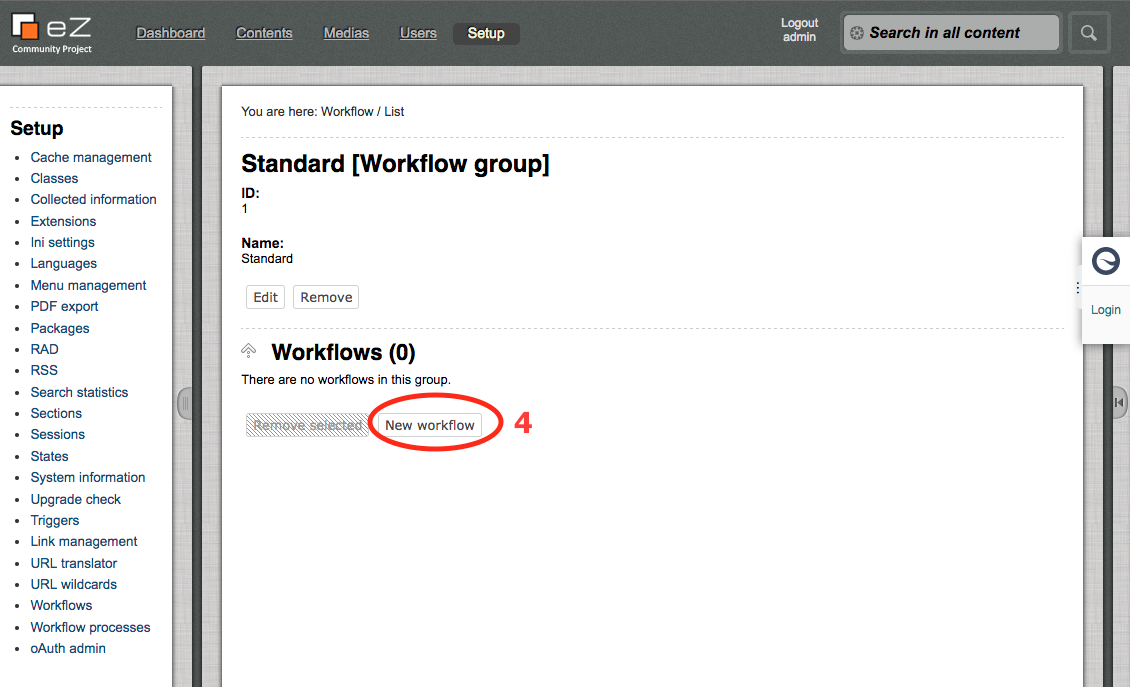 eZ
Community Project
Dashboard
Contents
Medias
Users
Setup
Logout
admin
Search in all content
Setup
Cache management
Classes
Collected information
Extensions
Ini settings
Languages
Menu management
PDF export
Packages
RAD
RSS
Search statistics
Sections
Sessions
States
System information
Upgrade check
Triggers
Link management
URL translator
URL wildcards
Workflows
Workflow processes
oAuth admin
You are here: Workflow / List
Standard [Workflow group]
ID:
1
Name:
Standard
Edit
Remove
Workflows (0)
There are no workflows in this group.
Remove selected
New workflow
4
Login